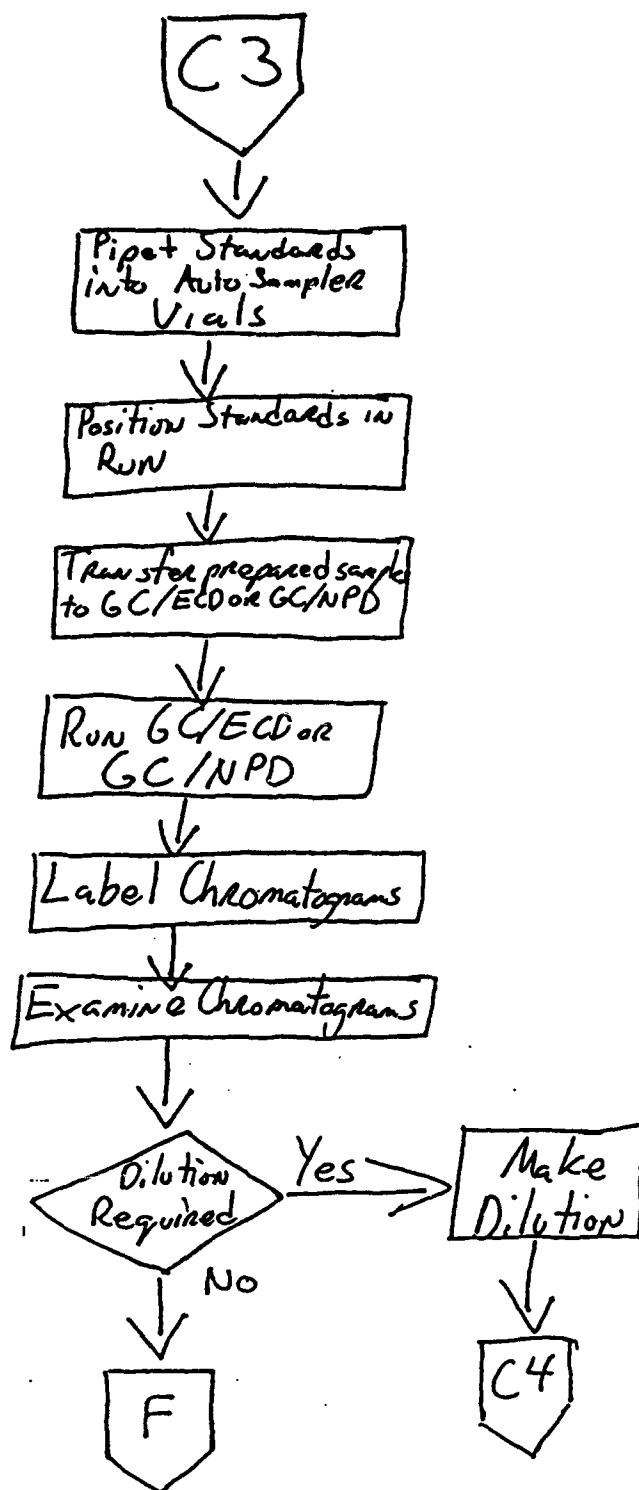 C3
Pipet Standards
into Auto Sampler
Vials
Position Standards in
Run
Transfer prepared sample
to GC/ECD or GC/NPD
Run GC/ECD or
GC/NPD
Label Chromatograms
Examine Chromatograms
Dilution
Required
Yes
Make
Dilution
No
C4
F